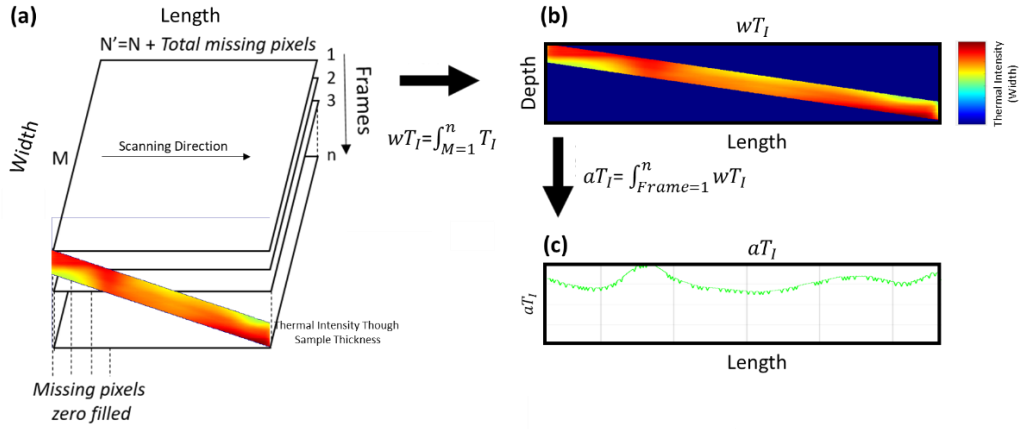 (a)
Length
N'=N + Total missing pixels
1
2
3
n
Frames
Width
M
Scanning Direction
Thermal Intensity Though
Sample Thickness
Missing pixels
zero filled
wT_I=∫_{M=1}^{n} T_I
(b)
wT_I
Depth
Length
Thermal Intensity
(Width)
aT_I=∫_{Frame=1}^{n} wT_I
(c)
aT_I
aT_I
Length